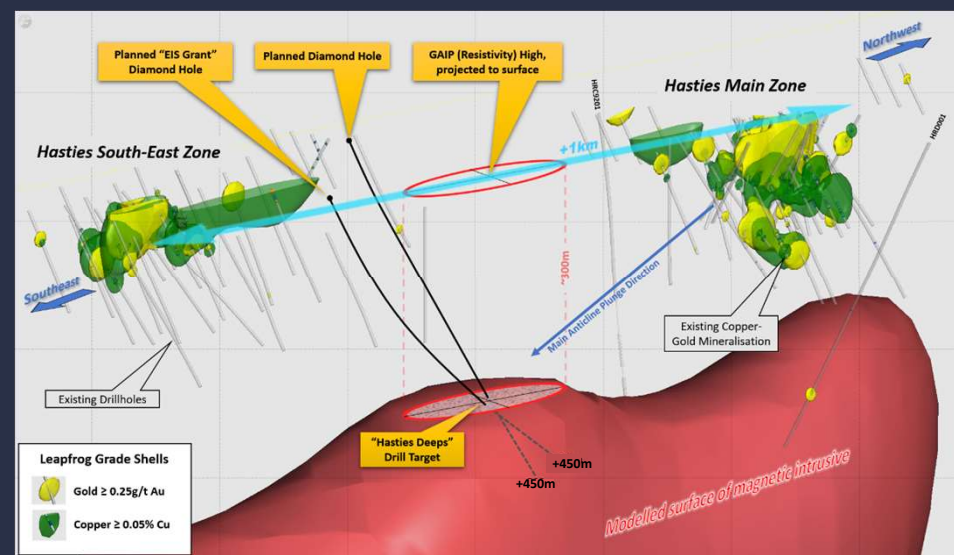 Planned “EIS Grant”
Diamond Hole
Planned Diamond Hole
GAIP (Resistivity) High,
projected to surface.
Northwest
Hasties Main Zone
HRC9201
HRD001
+1km
Hasties South-East Zone
~300m
Main Anticline Plunge Direction
Southeast
Existing Copper-
Gold Mineralisation
Existing Drillholes
“Hasties Deeps”
Drill Target
+450m
+450m
Modelled surface of magnetic intrusive
Leapfrog Grade Shells
Gold ≥ 0.25g/t Au
Copper ≥ 0.05% Cu